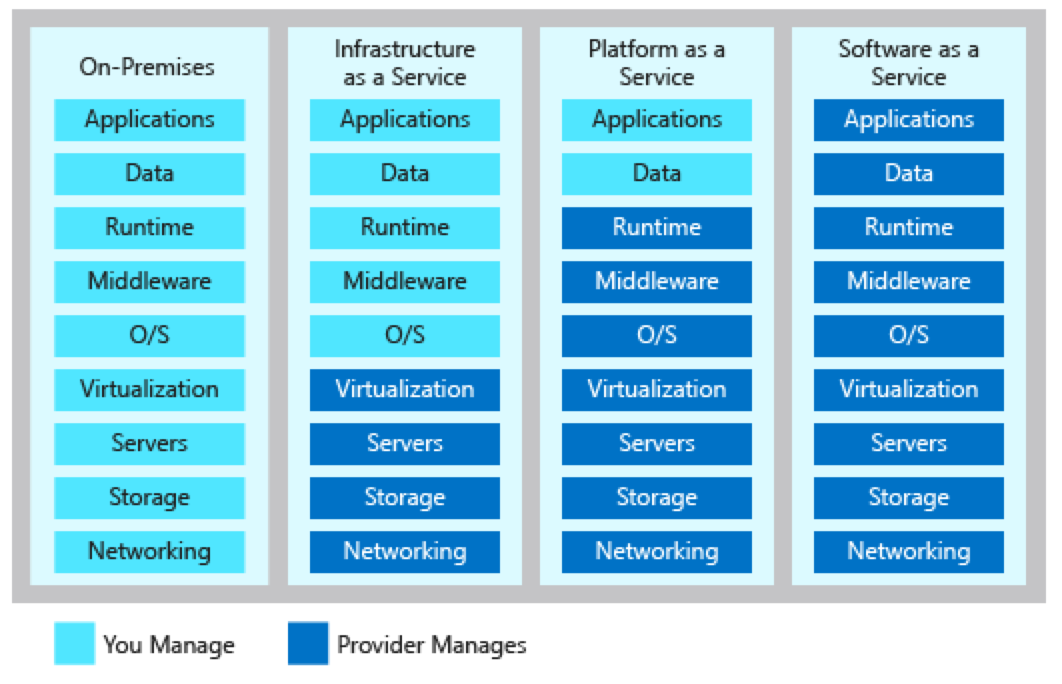 On-Premises
Applications
Data
Runtime
Middleware
O/S
Virtualization
Servers
Storage
Networking
Infrastructure
as a Service
Applications
Data
Runtime
Middleware
O/S
Virtualization
Servers
Storage
Networking
Platform as a
Service
Applications
Data
Runtime
Middleware
O/S
Virtualization
Servers
Storage
Networking
Software as a
Service
Applications
Data
Runtime
Middleware
O/S
Virtualization
Servers
Storage
Networking
You Manage
Provider Manages